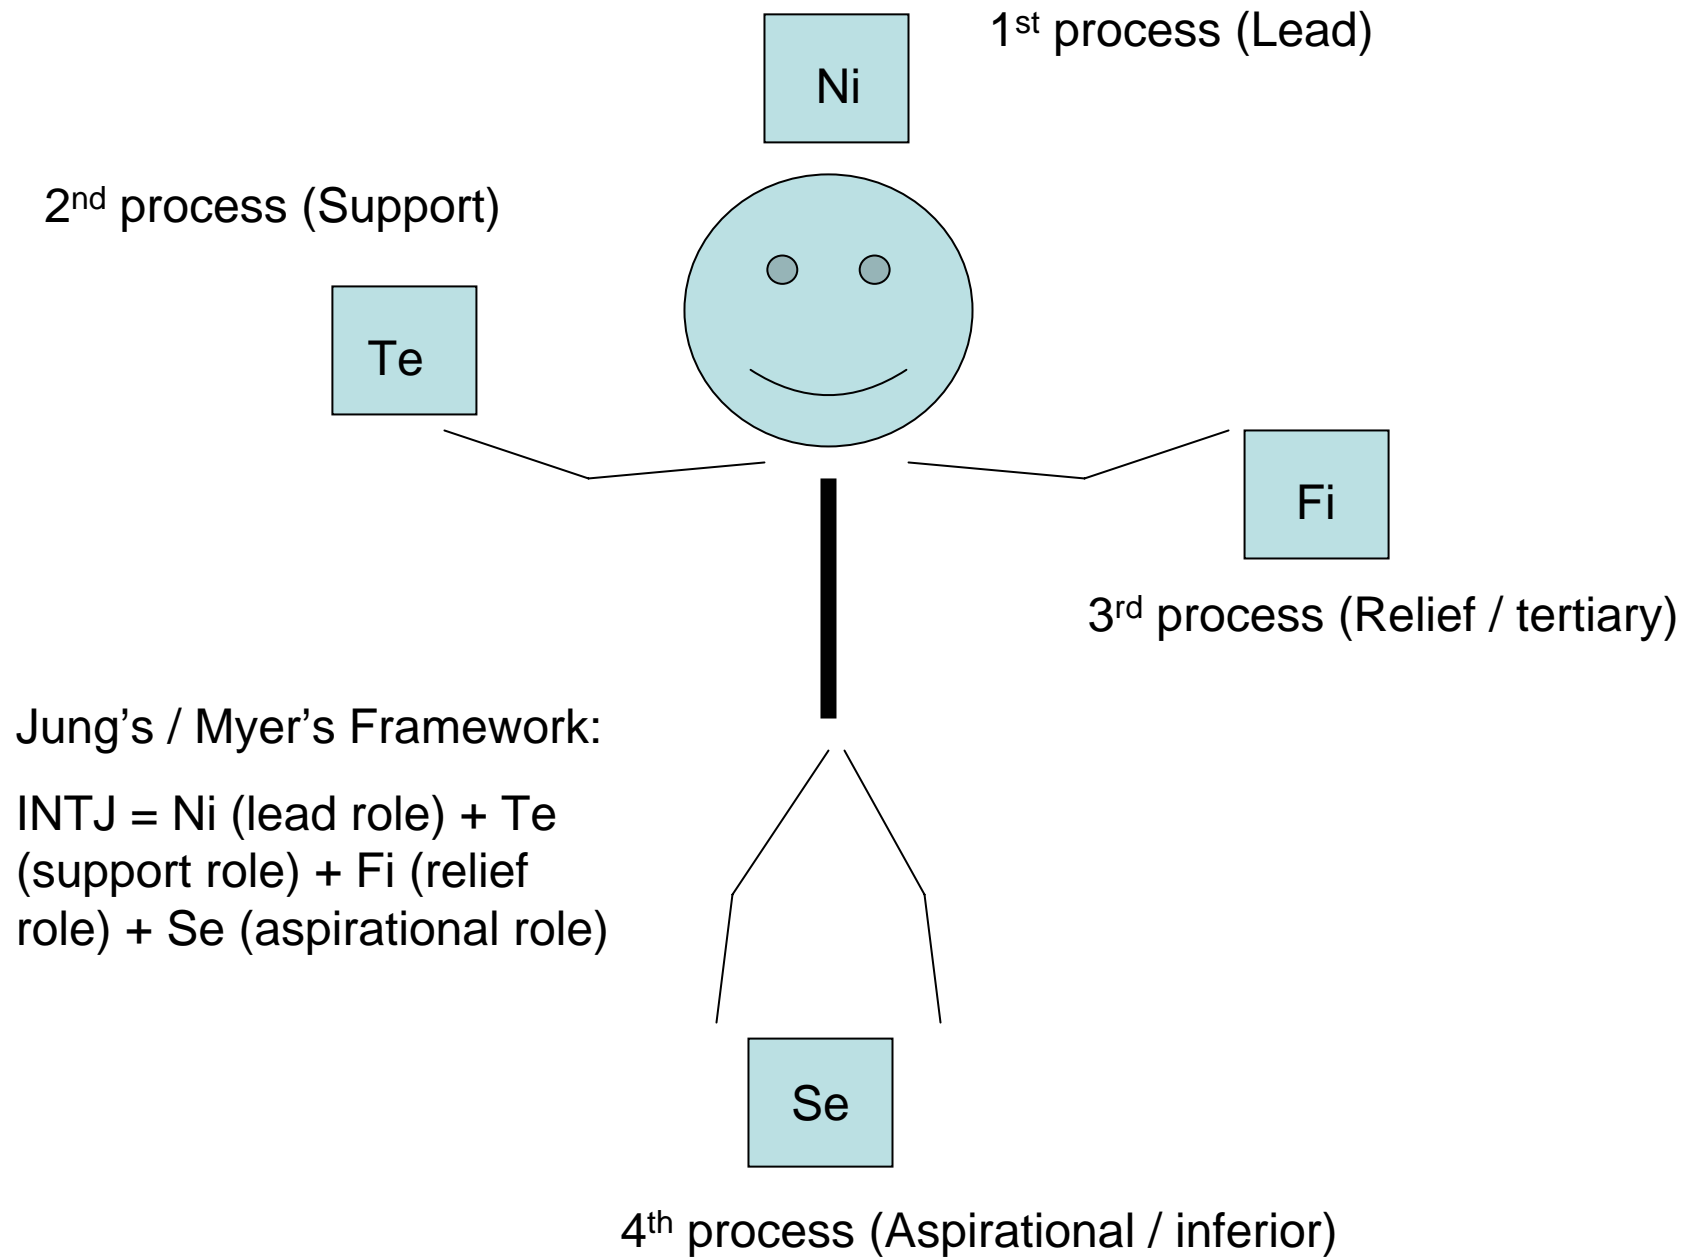 1st process (Lead)
Ni
2nd process (Support)
Te
Fi
3rd process (Relief / tertiary)
Jung's / Myer's Framework:
INTJ = Ni (lead role) + Te
(support role) + Fi (relief
role) + Se (aspirational role)
Se
4th process (Aspirational / inferior)